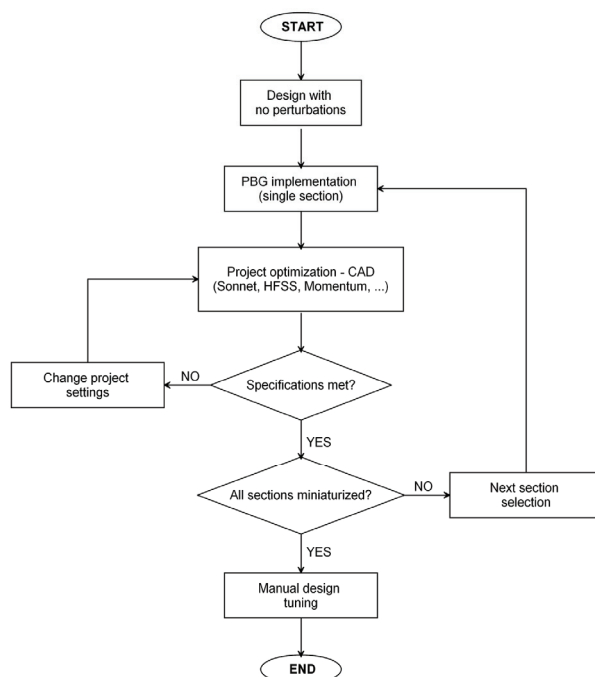 START
Design with
no perturbations
PBG implementation
(single section)
Project optimization - CAD
(Sonnet, HFSS, Momentum, ...)
Change project
settings
NO
Specifications met?
YES
All sections miniaturized?
NO
Next section
selection
YES
Manual design
tuning
END